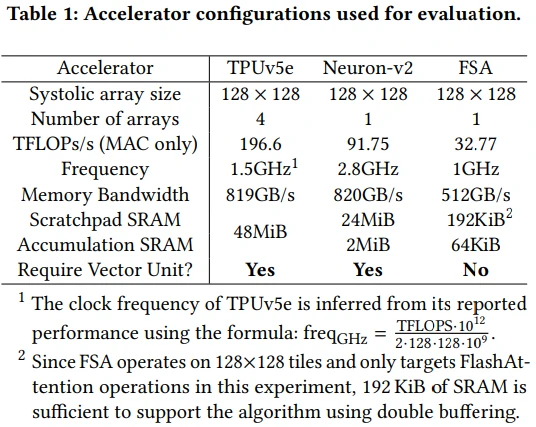 Table 1: Accelerator configurations used for evaluation.
Accelerator TPUv5e Neuron-v2 FSA
Systolic array size 128 × 128 128 × 128 128 × 128
Number of arrays 4 1 1
TFLOPs/s (MAC only) 196.6 91.75 32.77
Frequency 1.5GHz¹ 2.8GHz 1GHz
Memory Bandwidth 819GB/s 820GB/s 512GB/s
Scratchpad SRAM 48MiB 24MiB 192KiB²
Accumulation SRAM 2MiB 64KiB
Require Vector Unit? Yes Yes No
¹ The clock frequency of TPUv5e is inferred from its reported
performance using the formula: freq_GHz = TFLOPS·10¹² / 2·128·128·10⁹.
² Since FSA operates on 128×128 tiles and only targets FlashAt-
tention operations in this experiment, 192 KiB of SRAM is
sufficient to support the algorithm using double buffering.